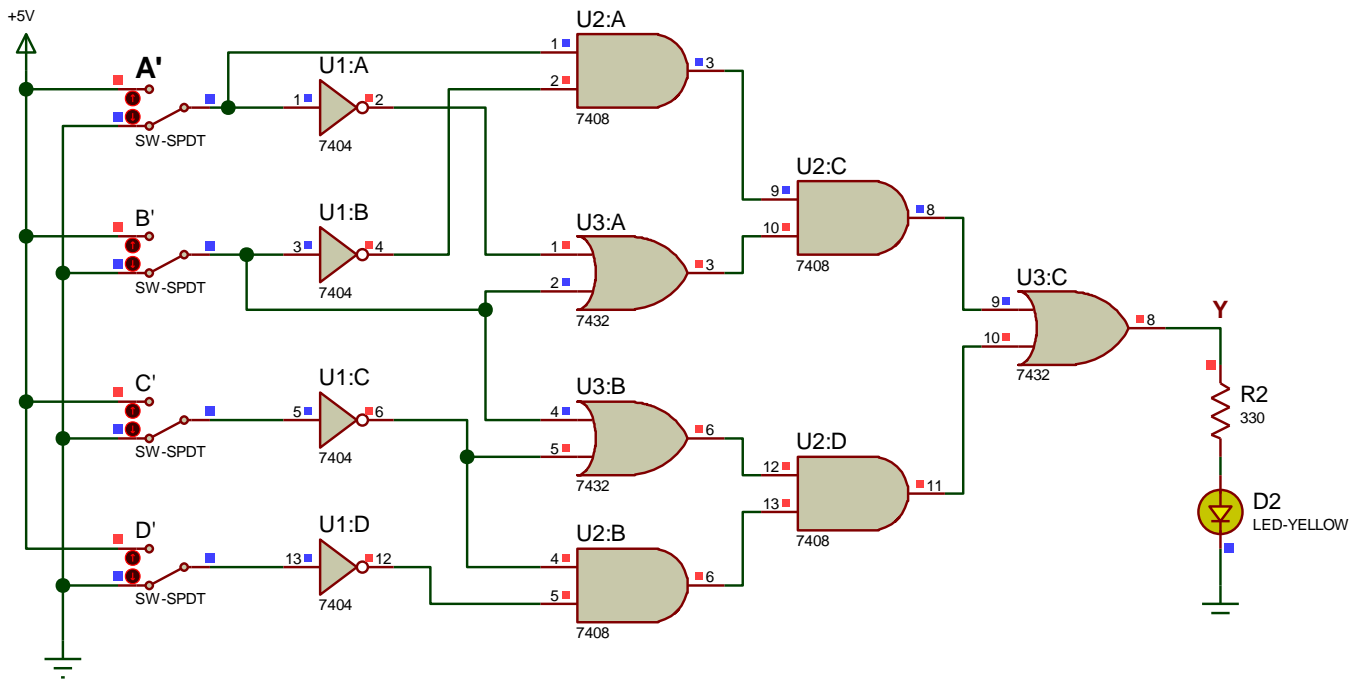 +5V
A'
SW-SPDT
U1:A
1 2
7404
U2:A
1
2
3
7408
B'
SW-SPDT
U1:B
3 4
7404
U3:A
1
2
3
7432
U2:C
9
10
8
7408
U3:C
9
10
8
7432
Y
R2
330
D2
LED-YELLOW
C'
SW-SPDT
U1:C
5 6
7404
U3:B
4
5
6
7432
U2:D
12
13
11
7408
D'
SW-SPDT
U1:D
13 12
7404
U2:B
4
5
6
7408